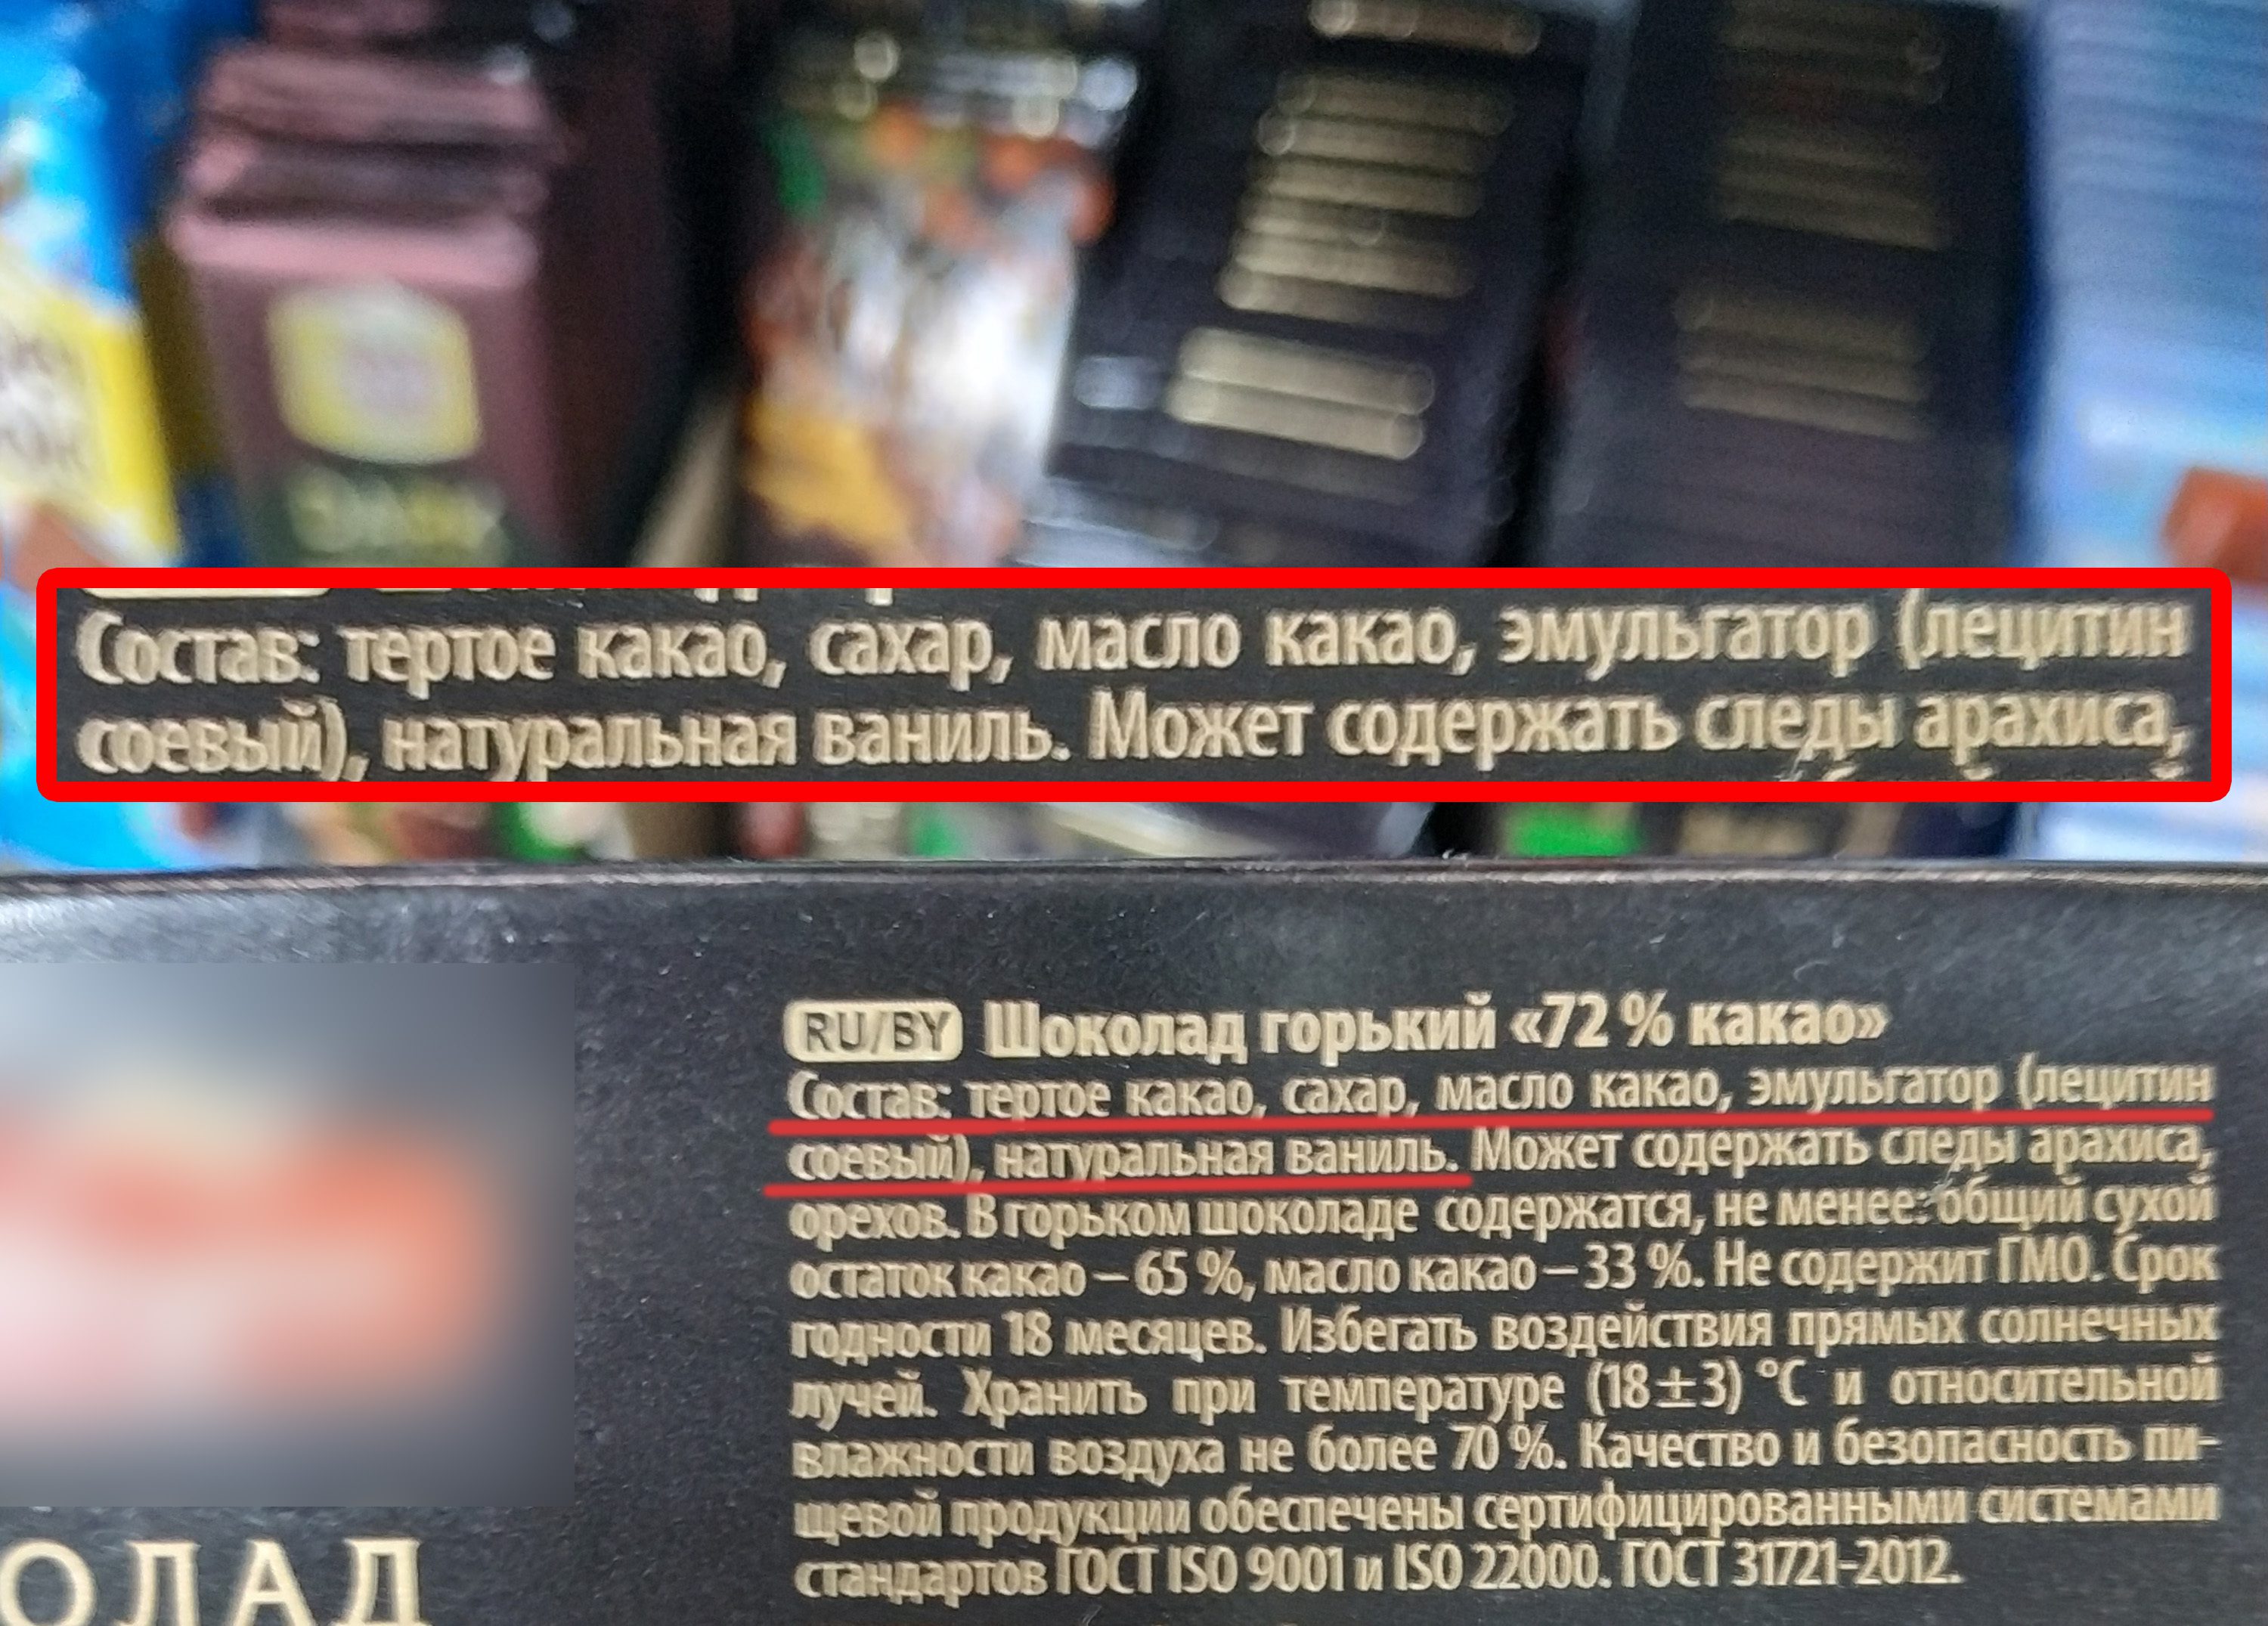 Состав: тертое какао, сахар, масло какао, эмульгатор (лецитин
соевый), натуральная ваниль. Может содержать следы арахиса,
RU/BY Шоколад горький «72 % какао»
Состав: тертое какао, сахар, масло какао, эмульгатор (лецитин
соевый), натуральная ваниль. Может содержать следы арахиса,
орехов. В горьком шоколаде содержатся, не менее: общий сухой
остаток какао – 65 %, масло какао – 33 %. Не содержит ГМО. Срок
годности 18 месяцев. Избегать воздействия прямых солнечных
лучей. Хранить при температуре (18±3) °С и относительной
влажности воздуха не более 70 %. Качество и безопасность пи-
щевой продукции обеспечены сертифицированными системами
стандартов ГОСТ ISO 9001 и ISO 22000. ГОСТ 31721-2012.
ОЛАД